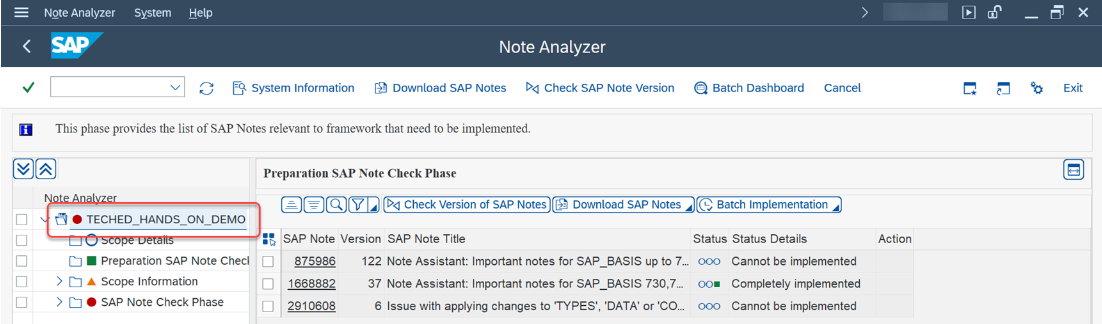 Note Analyzer System Help
SAP Note Analyzer
System Information Download SAP Notes Check SAP Note Version Batch Dashboard Cancel Exit
This phase provides the list of SAP Notes relevant to framework that need to be implemented.
Preparation SAP Note Check Phase
Note Analyzer
TECHED_HANDS_ON_DEMO
Scope Details
Preparation SAP Note Check
Scope Information
SAP Note Check Phase
Check Version of SAP Notes Download SAP Notes Batch Implementation
SAP Note Version SAP Note Title Status Status Details Action
875986 122 Note Assistant: Important notes for SAP_BASIS up to 7... Cannot be implemented
1668882 37 Note Assistant: Important notes for SAP_BASIS 730,7... Completely implemented
2910608 6 Issue with applying changes to 'TYPES', 'DATA' or 'CO... Cannot be implemented